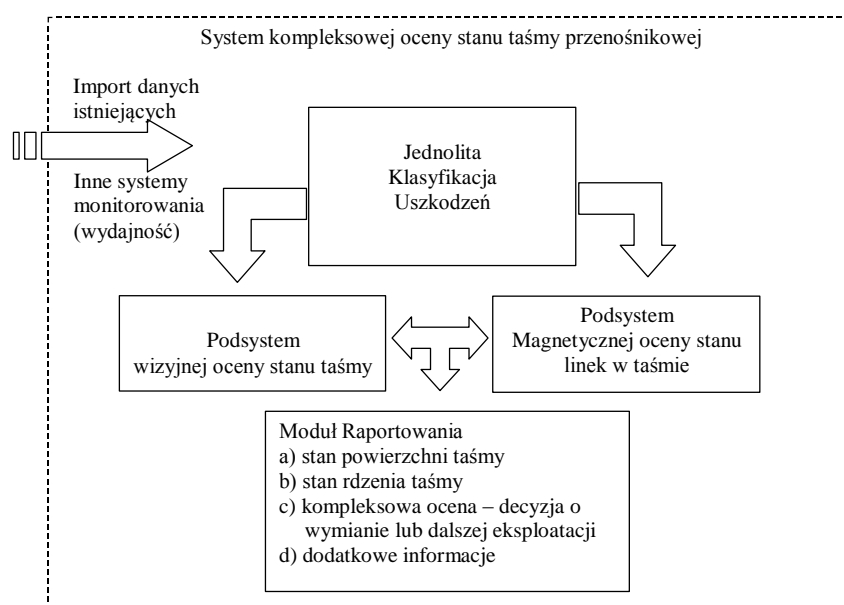 System kompleksowej oceny stanu taśmy przenośnikowej
Import danych
istniejących
Inne systemy
monitorowania
(wydajność)
Jednolita
Klasyfikacja
Uszkodzeń
Podsystem
wizyjnej oceny stanu taśmy
Podsystem
Magnetycznej oceny stanu
linek w taśmie
Moduł Raportowania
a) stan powierzchni taśmy
b) stan rdzenia taśmy
c) kompleksowa ocena – decyzja o
wymianie lub dalszej eksploatacji
d) dodatkowe informacje